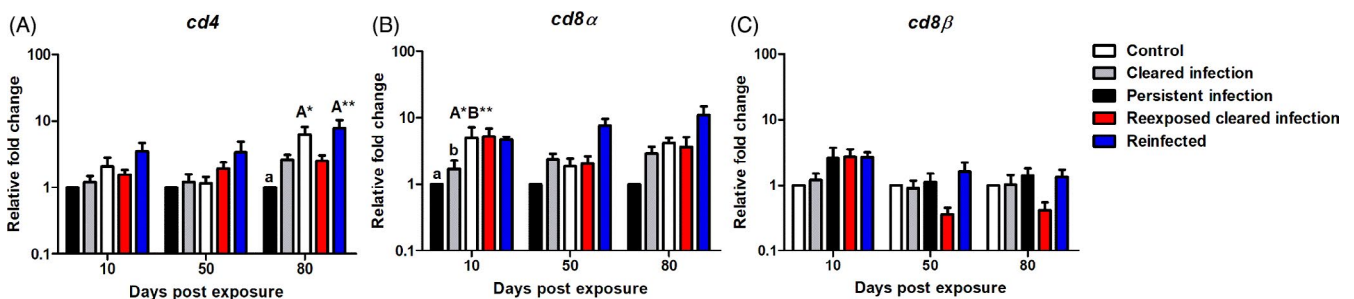 (A)
cd4
Relative fold change
100
10
1
0.1
A*
A**
a
10
50
80
Days post exposure
(B)
cd8α
Relative fold change
100
10
1
0.1
A*B**
b
a
10
50
80
Days post exposure
(C)
cd8β
Relative fold change
100
10
1
0.1
10
50
80
Days post exposure
Control
Cleared infection
Persistent infection
Reexposed cleared infection
Reinfected